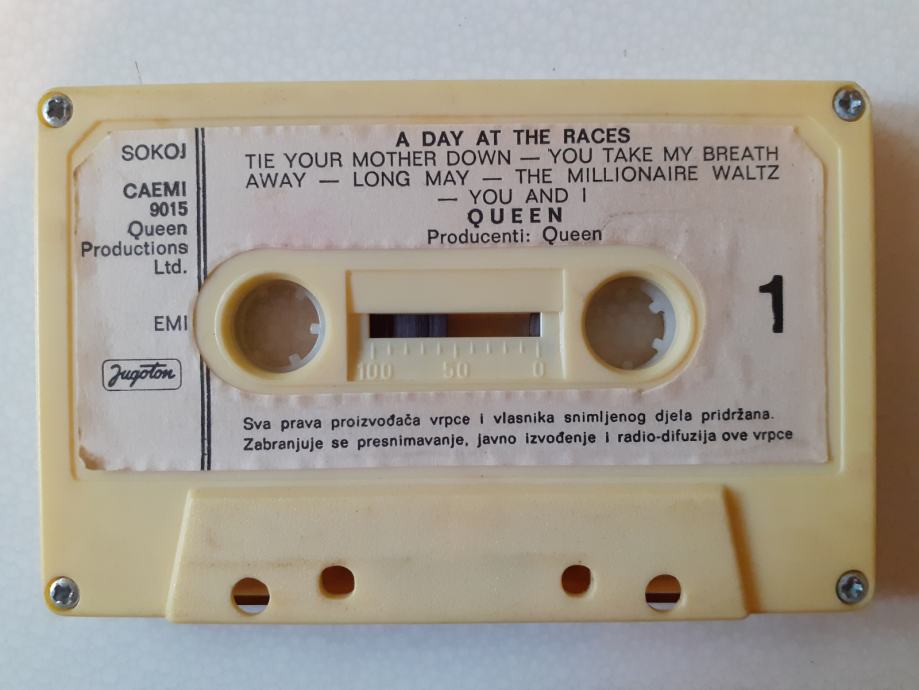 A DAY AT THE RACES
TIE YOUR MOTHER DOWN — YOU TAKE MY BREATH
AWAY — LONG MAY — THE MILLIONAIRE WALTZ
— YOU AND I
QUEEN
Producenti: Queen
SOKOJ
CAEMI
9015
Queen
Productions
Ltd.
EMI
Jugoton
1
100 50 0
Sva prava proizvođača vrpce i vlasnika snimljenog djela pridržana.
Zabranjuje se presnimavanje, javno izvođenje i radio-difuzija ove vrpce